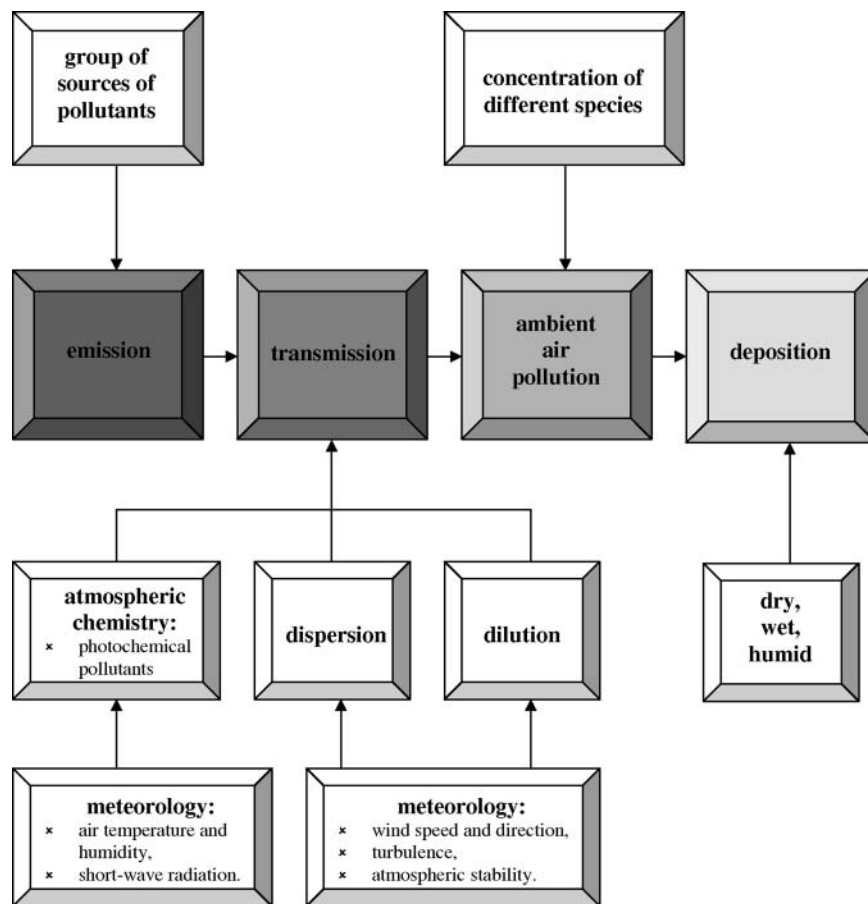 group of
sources of
pollutants
concentration of
different species
emission
transmission
ambient
air
pollution
deposition
atmospheric
chemistry:
× photochemical
pollutants
dispersion
dilution
dry,
wet,
humid
meteorology:
× air temperature and
humidity,
× short-wave radiation.
meteorology:
× wind speed and direction,
× turbulence,
× atmospheric stability.